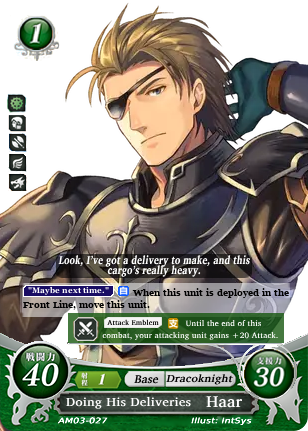 1
Look, I've got a delivery to make, and this
cargo's really heavy.
"Maybe next time." 自 When this unit is deployed in the
Front Line, move this unit.
Attack Emblem 支 Until the end of this
combat, your attacking unit gains +20 Attack.
戦闘力
40
射程 1
Base
Dracoknight
支援力
30
Doing His Deliveries Haar
AM03-027
Illust: IntSys